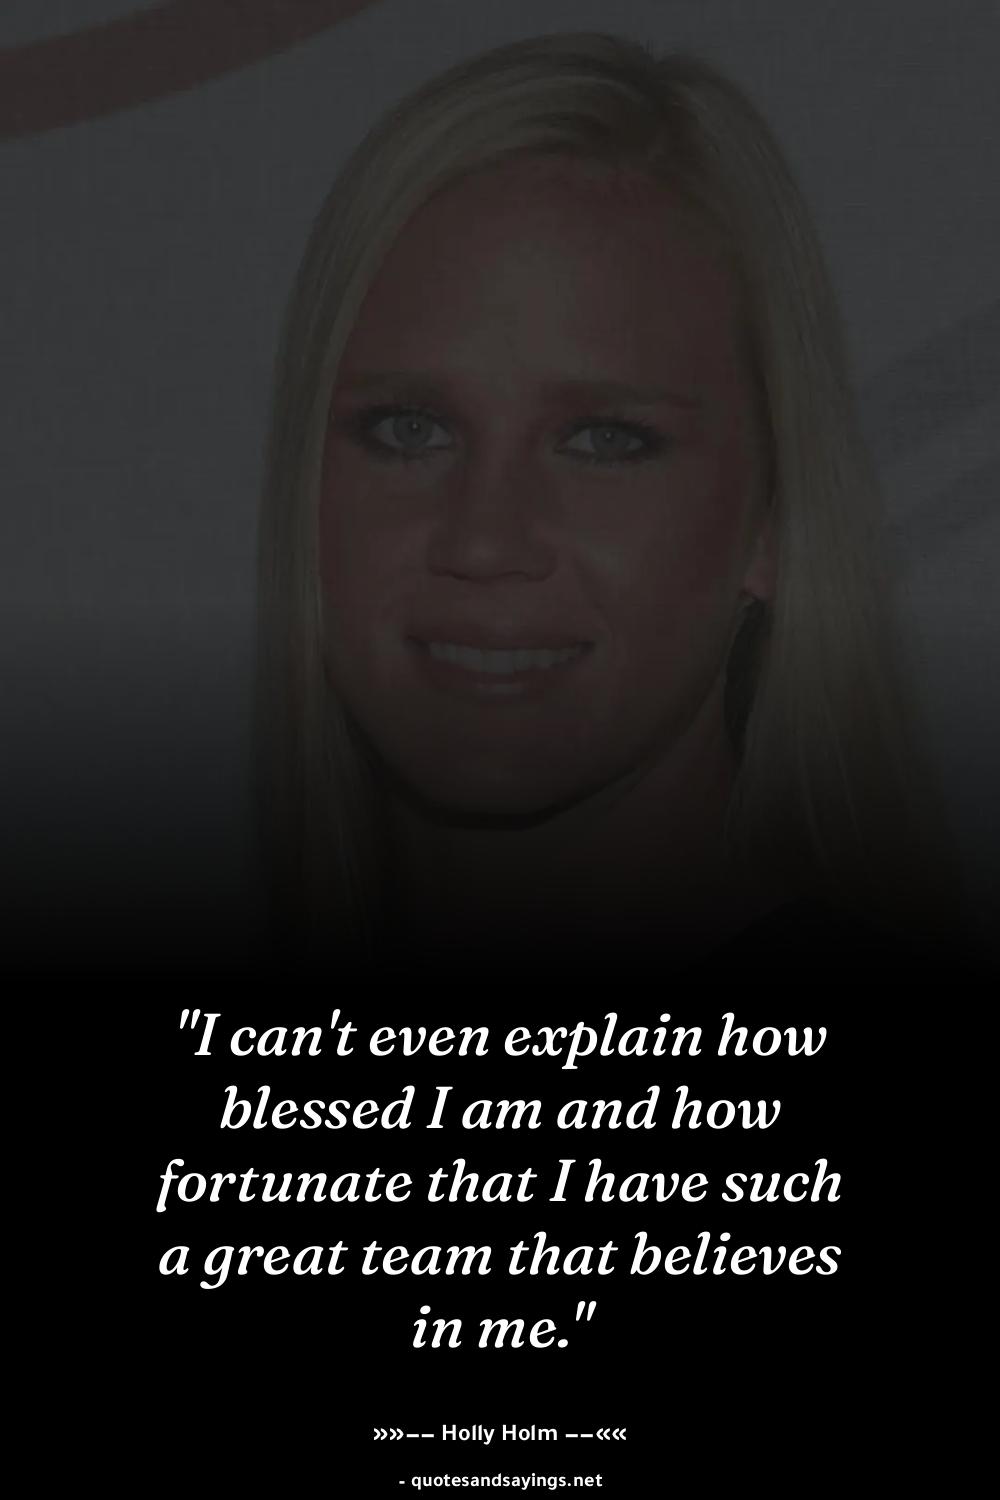 "I can't even explain how
blessed I am and how
fortunate that I have such
a great team that believes
in me."
»»−− Holly Holm −−««
- quotesandsayings.net